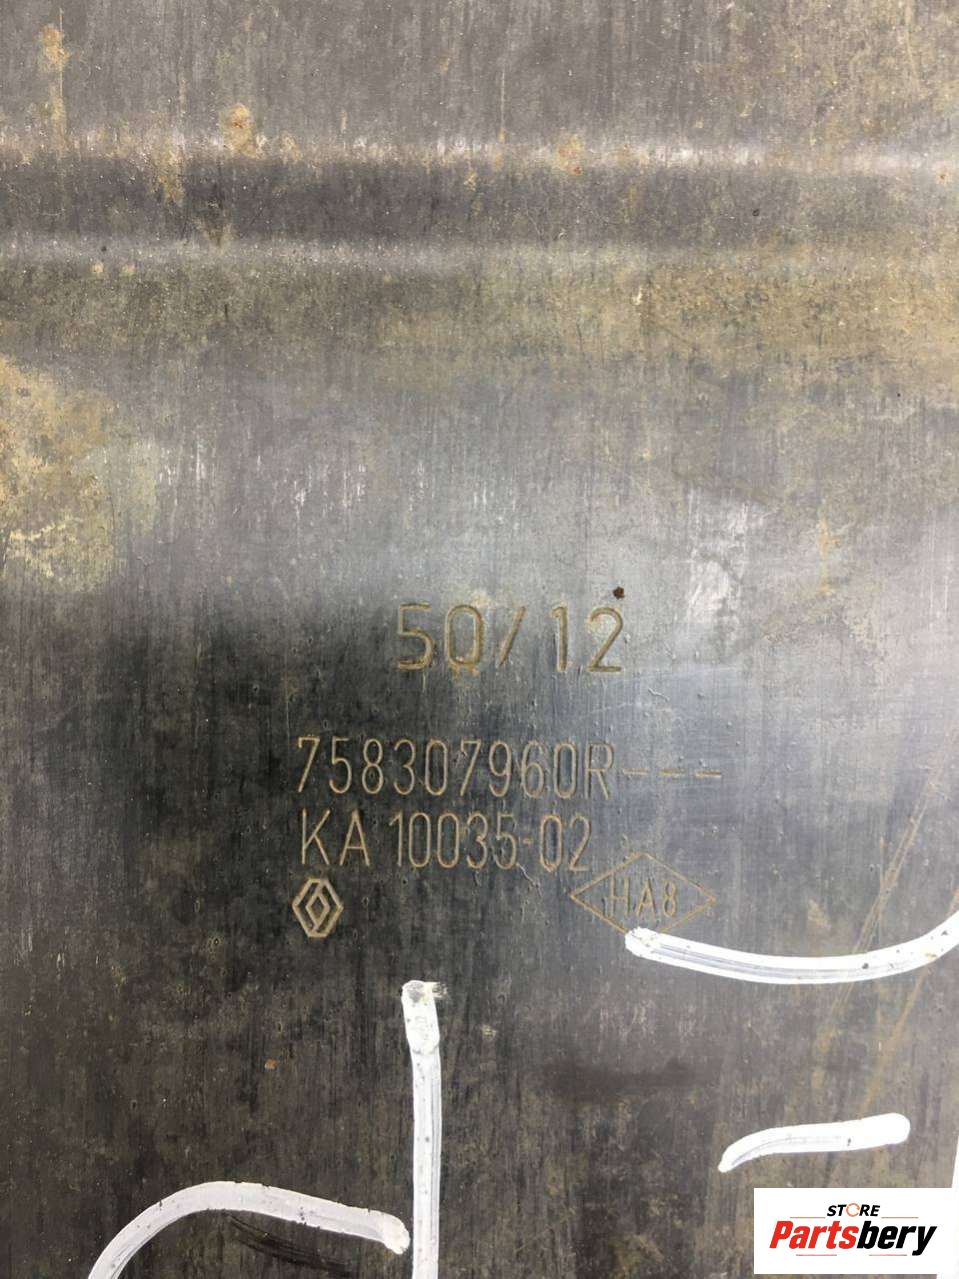 50/12
758307960R---
KA 10035-02
HA8
STORE
Partsbery